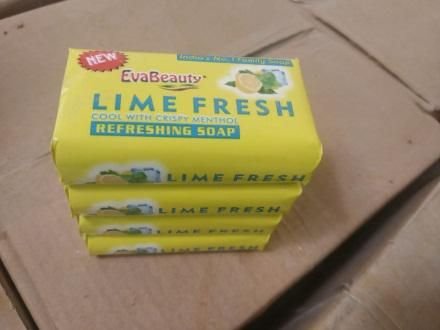 NEW
India's No.1 Family Soap
EvaBeauty
LIME FRESH
COOL WITH CRISPY MENTHOL
REFRESHING SOAP
LIME FRESH
LIME FRESH
LIME FRESH
LIME FRESH